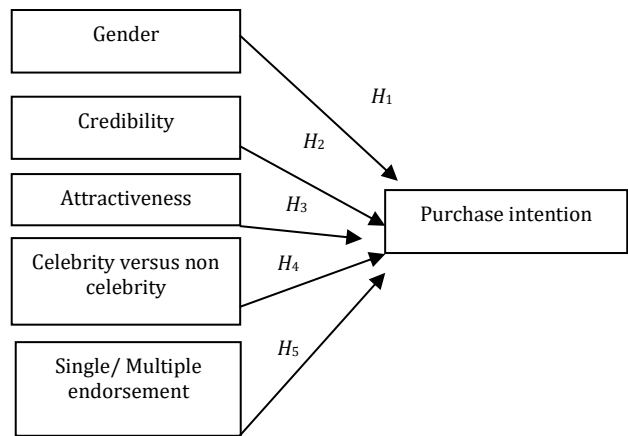 Gender
H1
Credibility
H2
Attractiveness
H3
Purchase intention
Celebrity versus non
celebrity
H4
Single/ Multiple
endorsement
H5